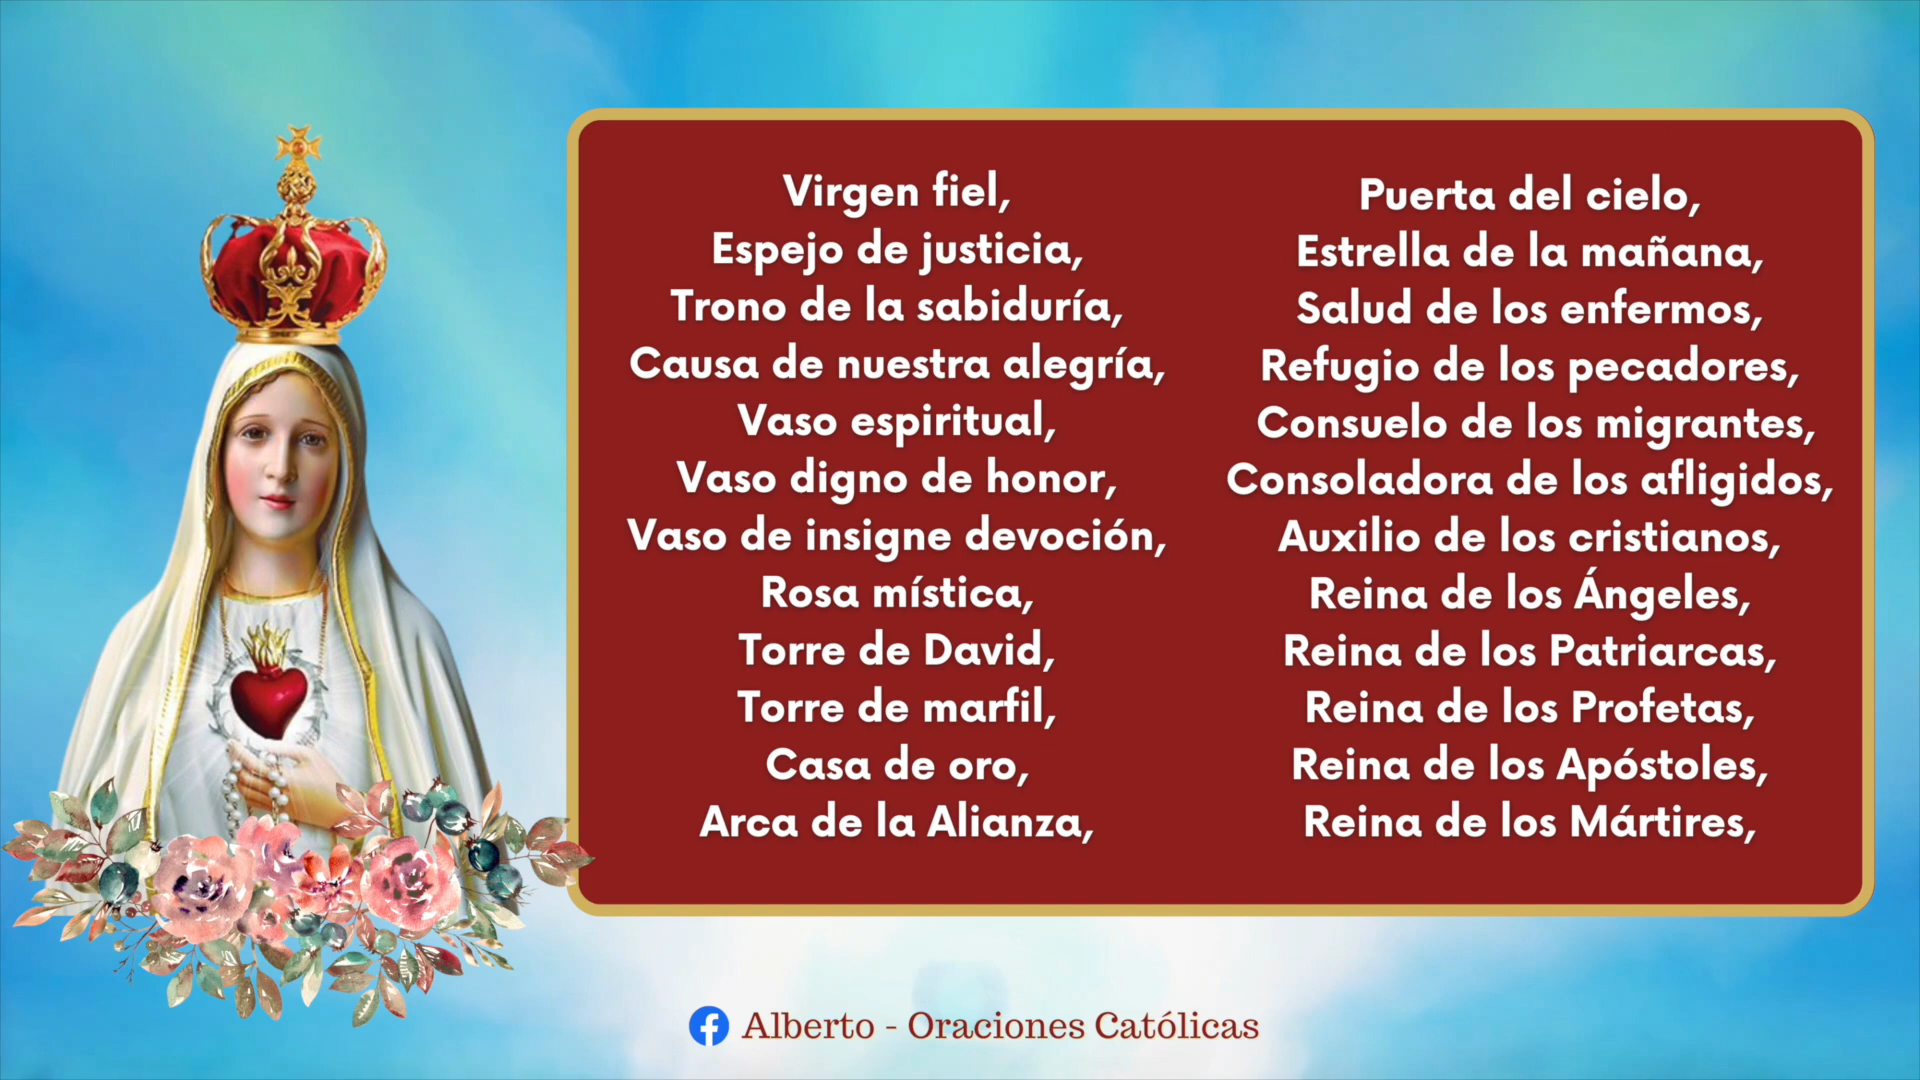 Virgen fiel,
Espejo de justicia,
Trono de la sabiduría,
Causa de nuestra alegría,
Vaso espiritual,
Vaso digno de honor,
Vaso de insigne devoción,
Rosa mística,
Torre de David,
Torre de marfil,
Casa de oro,
Arca de la Alianza,
Puerta del cielo,
Estrella de la mañana,
Salud de los enfermos,
Refugio de los pecadores,
Consuelo de los migrantes,
Consoladora de los afligidos,
Auxilio de los cristianos,
Reina de los Ángeles,
Reina de los Patriarcas,
Reina de los Profetas,
Reina de los Apóstoles,
Reina de los Mártires,
Alberto - Oraciones Católicas